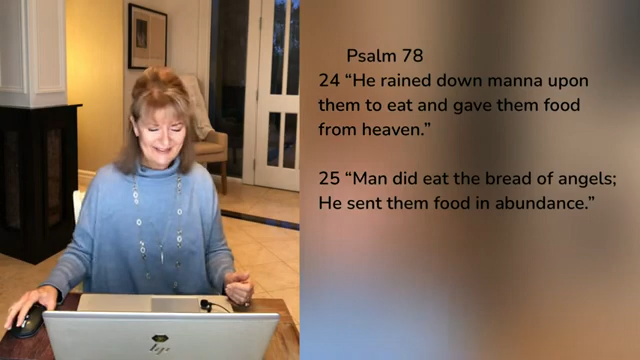 Psalm 78
24 “He rained down manna upon
them to eat and gave them food
from heaven.”
25 “Man did eat the bread of angels;
He sent them food in abundance.”
hp